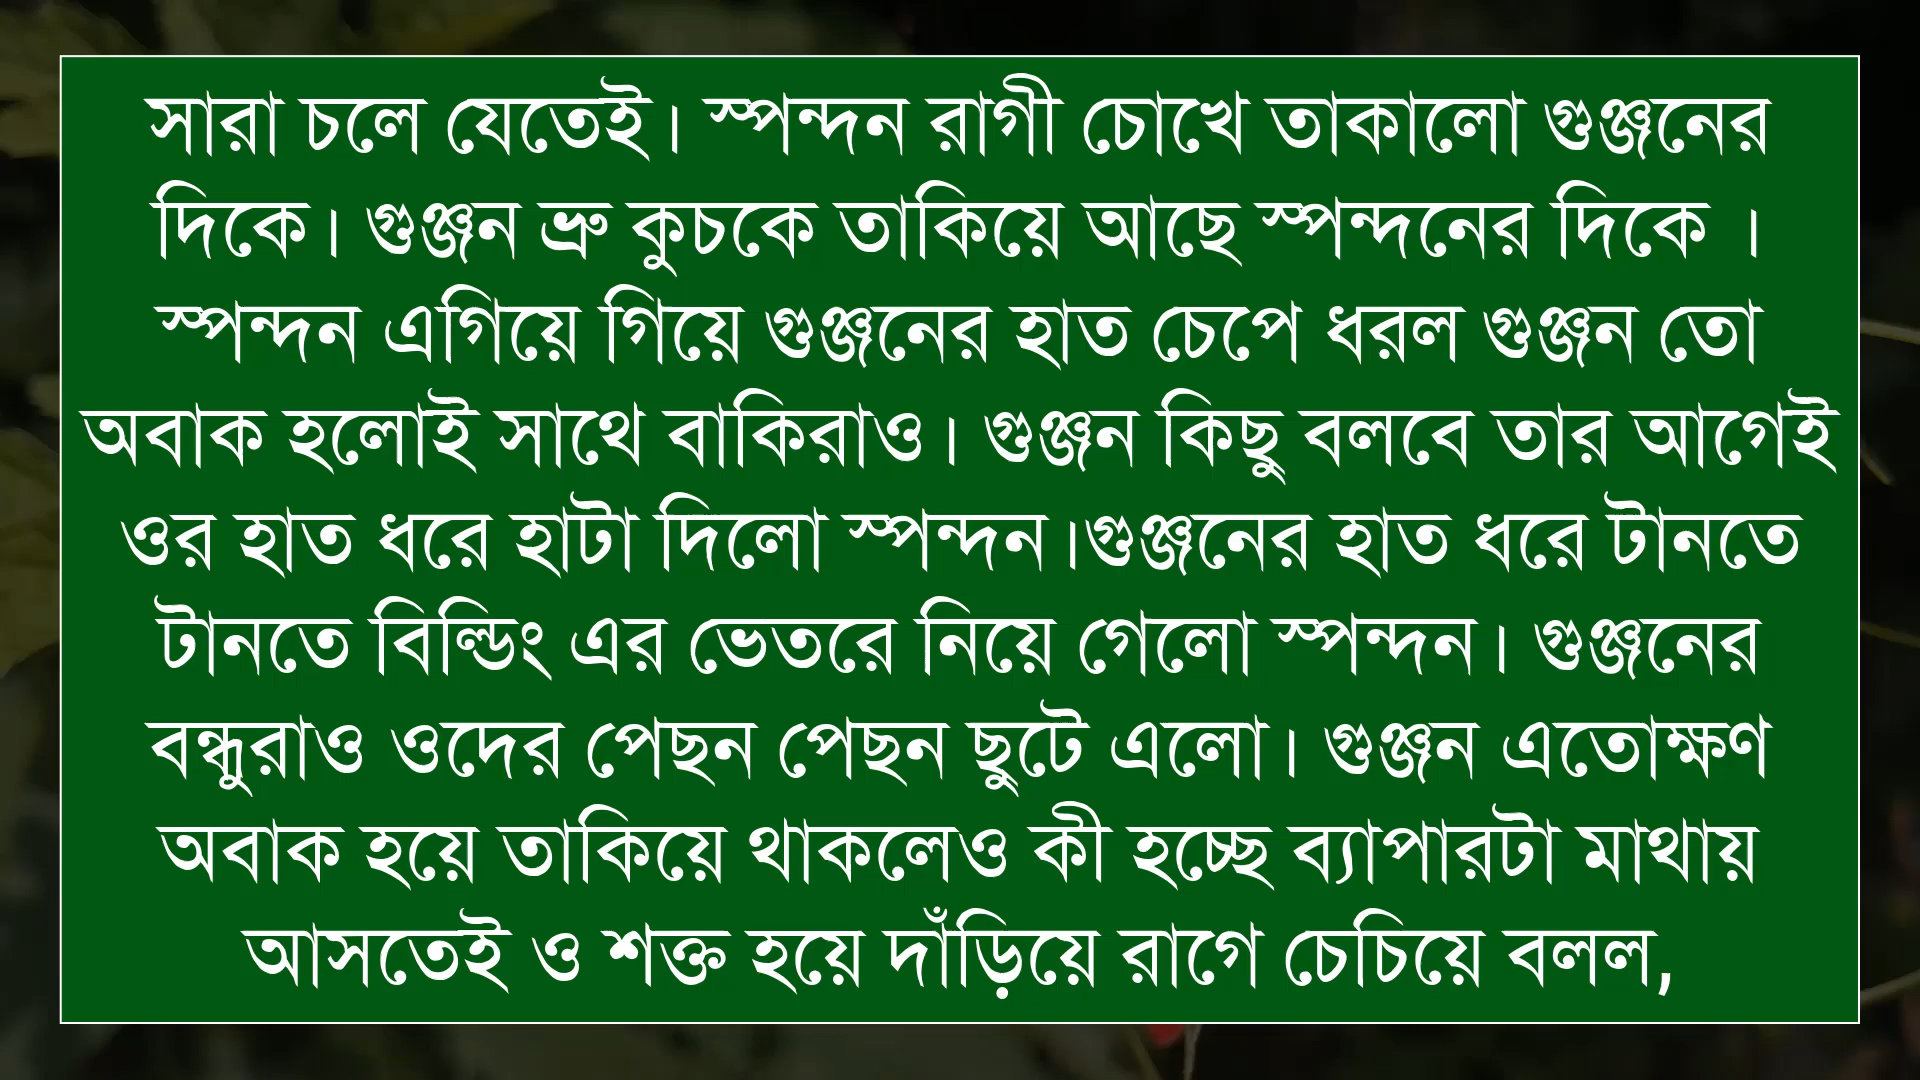 সারা চলে যেতেই। স্পন্দন রাগী চোখে তাকালো গুঞ্জনের
দিকে। গুঞ্জন ভ্রু কুচকে তাকিয়ে আছে স্পন্দনের দিকে ।
স্পন্দন এগিয়ে গিয়ে গুঞ্জনের হাত চেপে ধরল গুঞ্জন তো
অবাক হলোই সাথে বাকিরাও। গুঞ্জন কিছু বলবে তার আগেই
ওর হাত ধরে হাটা দিলো স্পন্দন।গুঞ্জনের হাত ধরে টানতে
টানতে বিল্ডিং এর ভেতরে নিয়ে গেলো স্পন্দন। গুঞ্জনের
বন্ধুরাও ওদের পেছন পেছন ছুটে এলো। গুঞ্জন এতোক্ষণ
অবাক হয়ে তাকিয়ে থাকলেও কী হচ্ছে ব্যাপারটা মাথায়
আসতেই ও শক্ত হয়ে দাঁড়িয়ে রাগে চেচিয়ে বলল,